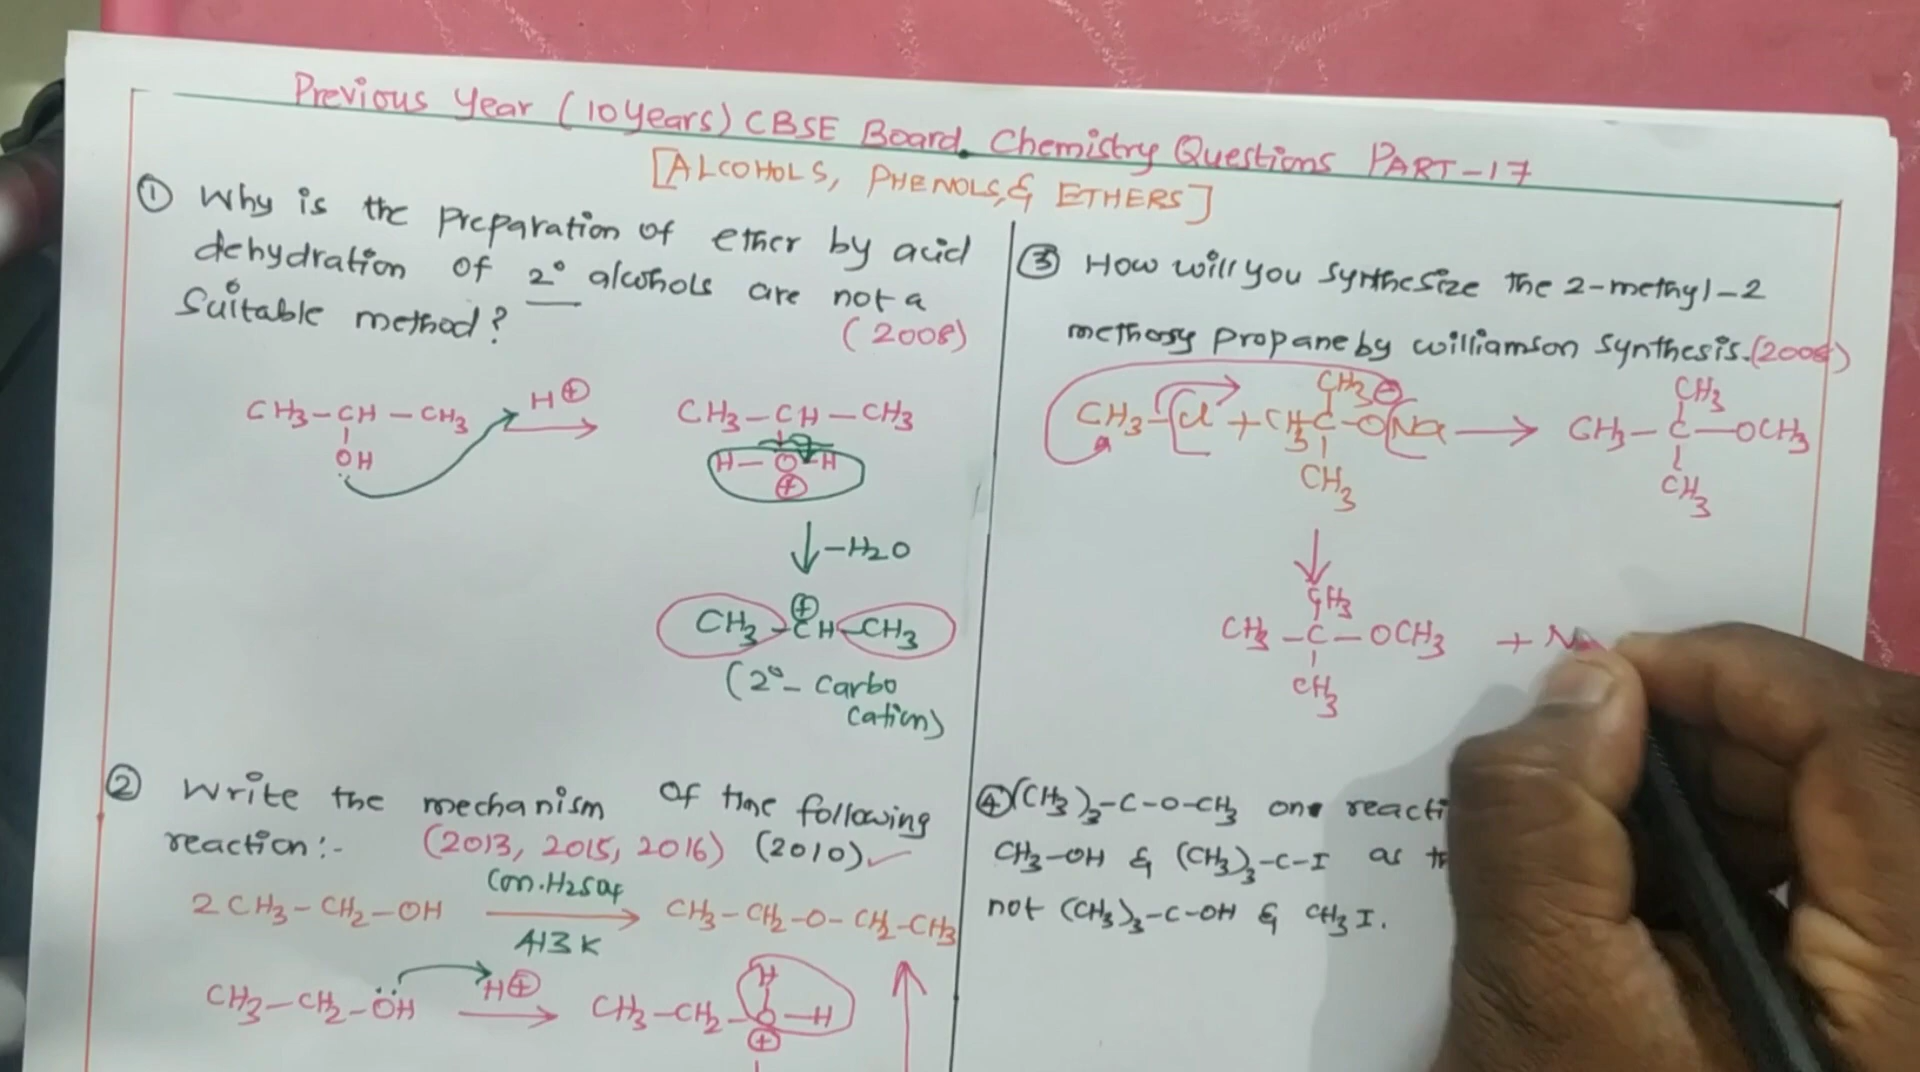 Previous Year (10years) CBSE Board Chemistry Questions PART-17
[ALCOHOLS, PHENOLS,& ETHERS]
① Why is the preparation of ether by acid
dehydration of 2° alcohols are not a
Suitable method? (2008)
CH3-CH-CH3 H⊕ CH3-CH-CH3
OH H-O-H
⊕
-H2O
CH3-CH-CH3
⊕
(2°-Carbo
cation)
② Write the mechanism of the following
reaction:- (2013, 2015, 2016) (2010)
Con.H2SO4
2CH3-CH2-OH CH3-CH2-O-CH2-CH3
413K
H
CH3-CH2-OH H⊕ CH3-CH2-O-H
⊕
③ How will you synthesize the 2-methyl-2
methoxy propane by williamson synthesis.(2008)
CH3⊖ CH3
CH3-Cl + CH3-C-ONa CH3-C-OCH3
CH3 CH3
CH3
CH3-C-OCH3 + N
CH3
④ (CH3)3-C-O-CH3 on reacti
CH3-OH & (CH3)3-C-I as
not (CH3)3-C-OH & CH3I.